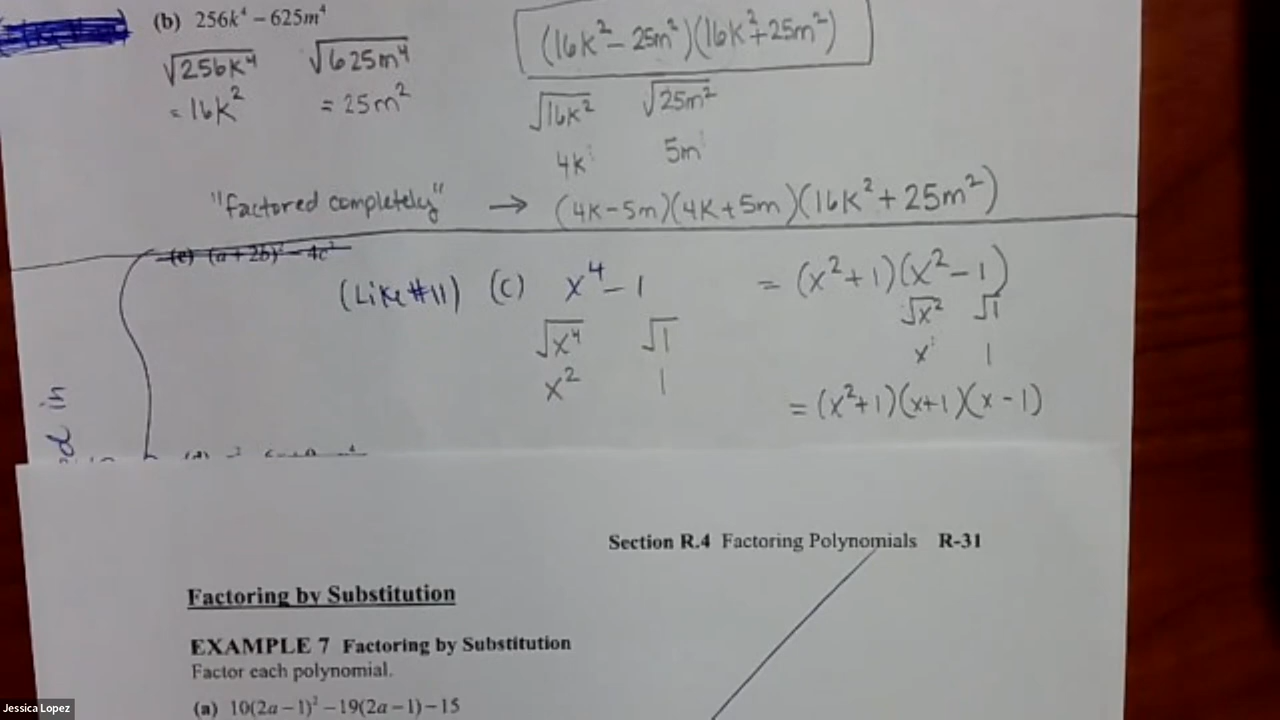 (b) 256k⁴ – 625m⁴
(16k² – 25m²)(16k² + 25m²)
√256k⁴ √625m⁴
= 16k² = 25m²
√16k² √25m²
4k 5m
"factored completely" → (4k – 5m)(4k + 5m)(16k² + 25m²)
(e) (a + 2b)² – 4c²
(Like #11) (c) x⁴ – 1 = (x² + 1)(x² – 1)
√x⁴ √1 √x² √1
x² 1 x 1
= (x² + 1)(x + 1)(x – 1)
Section R.4 Factoring Polynomials R-31
Factoring by Substitution
EXAMPLE 7 Factoring by Substitution
Factor each polynomial.
(a) 10(2a – 1)² – 19(2a – 1) – 15
Jessica Lopez